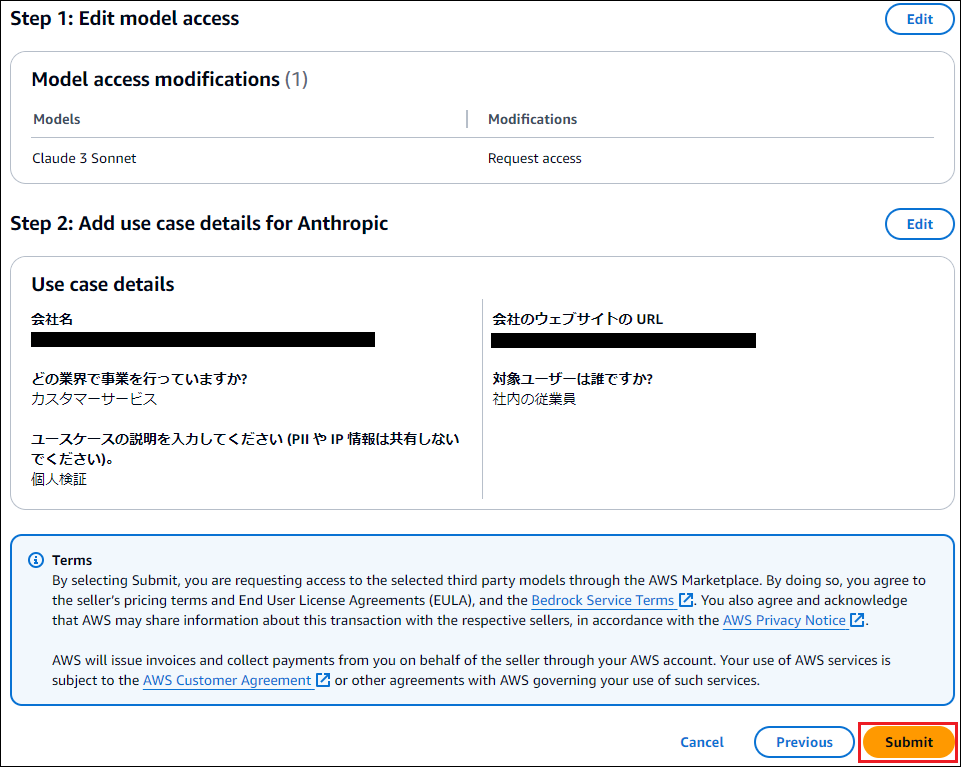 Step 1: Edit model access
Edit
Model access modifications (1)
Models
Modifications
Claude 3 Sonnet
Request access
Step 2: Add use case details for Anthropic
Edit
Use case details
会社名
会社のウェブサイトの URL
どの業界で事業を行っていますか?
カスタマーサービス
対象ユーザーは誰ですか?
社内の従業員
ユースケースの説明を入力してください (PII や IP 情報は共有しない
でください)。
個人検証
Terms
By selecting Submit, you are requesting access to the selected third party models through the AWS Marketplace. By doing so, you agree to
the seller's pricing terms and End User License Agreements (EULA), and the Bedrock Service Terms. You also agree and acknowledge
that AWS may share information about this transaction with the respective sellers, in accordance with the AWS Privacy Notice.
AWS will issue invoices and collect payments from you on behalf of the seller through your AWS account. Your use of AWS services is
subject to the AWS Customer Agreement or other agreements with AWS governing your use of such services.
Cancel
Previous
Submit